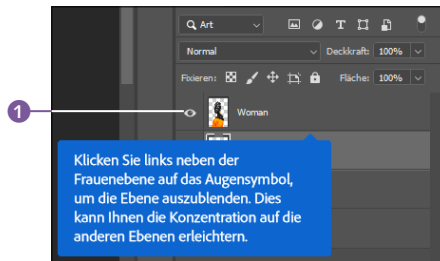 Art
Normal
Deckkraft: 100%
Fixieren:
Fläche: 100%
1
Woman
Klicken Sie links neben der
Frauenebene auf das Augensymbol,
um die Ebene auszublenden. Dies
kann Ihnen die Konzentration auf die
anderen Ebenen erleichtern.